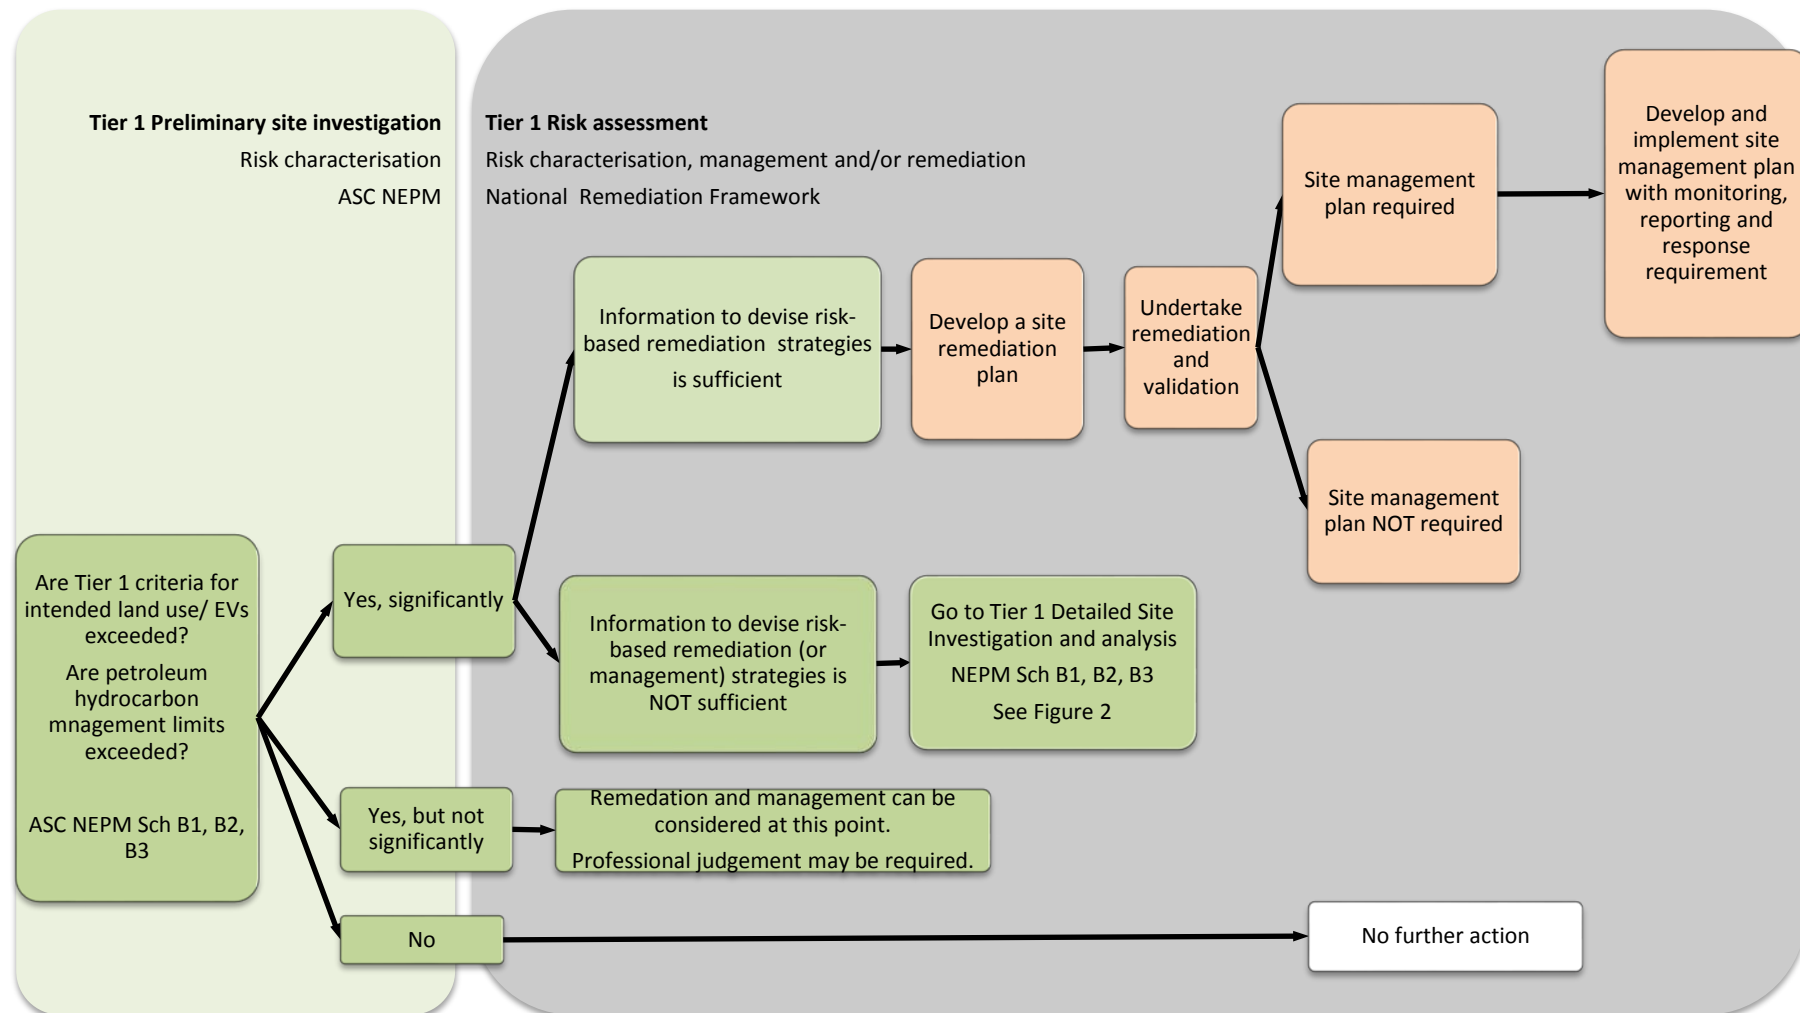 Tier 1 Preliminary site investigation
Risk characterisation
ASC NEPM
Tier 1 Risk assessment
Risk characterisation, management and/or remediation
National  Remediation Framework
Are Tier 1 criteria for
intended land use/ EVs
exceeded?
Are petroleum
hydrocarbon
mnagement limits
exceeded?
ASC NEPM Sch B1, B2,
B3
Yes, significantly
Information to devise risk-
based remediation  strategies
is sufficient
Develop a site
remediation
plan
Undertake
remediation
and
validation
Site management
plan required
Develop and
implement site
management plan
with monitoring,
reporting and
response
requirement
Site management
plan NOT required
Information to devise risk-
based remediation (or
management) strategies is
NOT sufficient
Go to Tier 1 Detailed Site
Investigation and analysis
NEPM Sch B1, B2, B3
See Figure 2
Yes, but not
significantly
Remedation and management can be
considered at this point.
Professional judgement may be required.
No
No further action